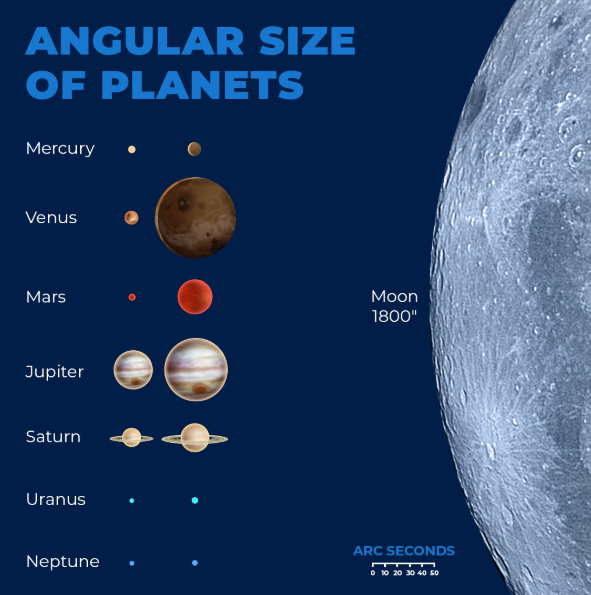 ANGULAR SIZE
OF PLANETS
Mercury
Venus
Mars
Moon
1800"
Jupiter
Saturn
Uranus
Neptune
ARC SECONDS
0 10 20 30 40 50